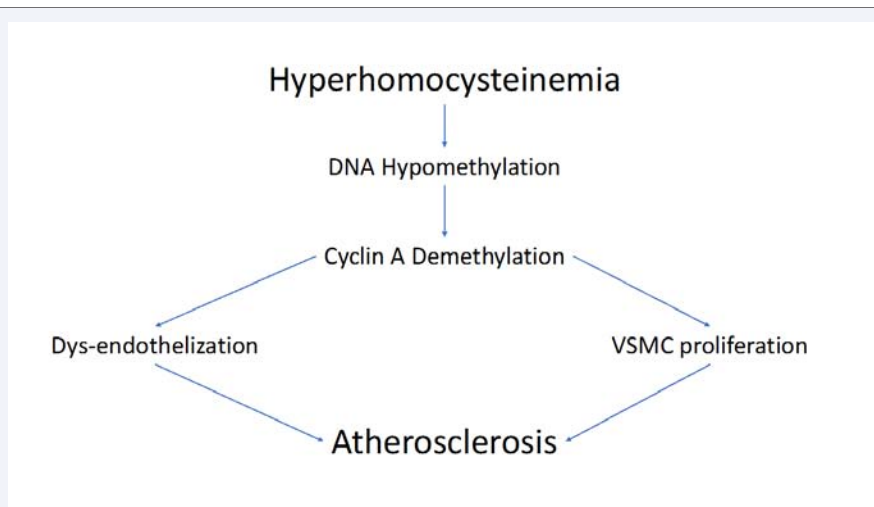 Hyperhomocysteinemia
DNA Hypomethylation
Cyclin A Demethylation
Dys-endothelization
VSMC proliferation
Atherosclerosis